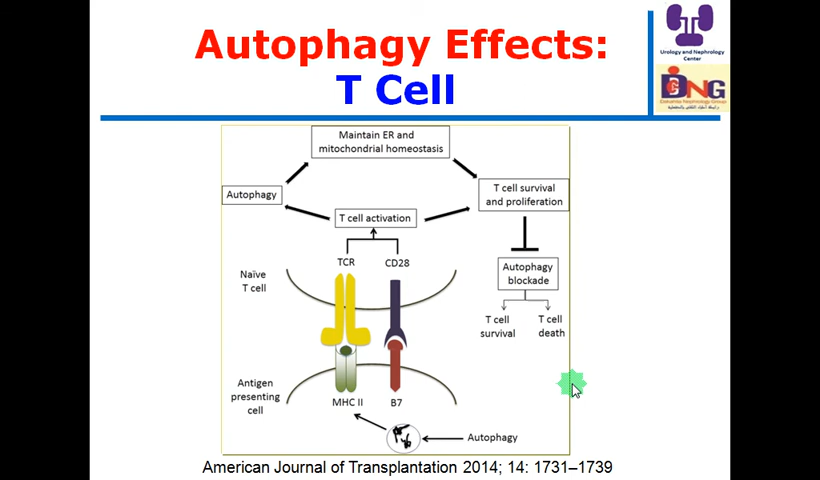 Autophagy Effects:
T Cell
Urology and Nephrology
Center
Maintain ER and
mitochondrial homeostasis
Autophagy
T cell survival
and proliferation
T cell activation
TCR
CD28
Naïve
T cell
Autophagy
blockade
T cell
survival
T cell
death
Antigen
presenting
cell
MHC II
B7
Autophagy
American Journal of Transplantation 2014; 14: 1731–1739